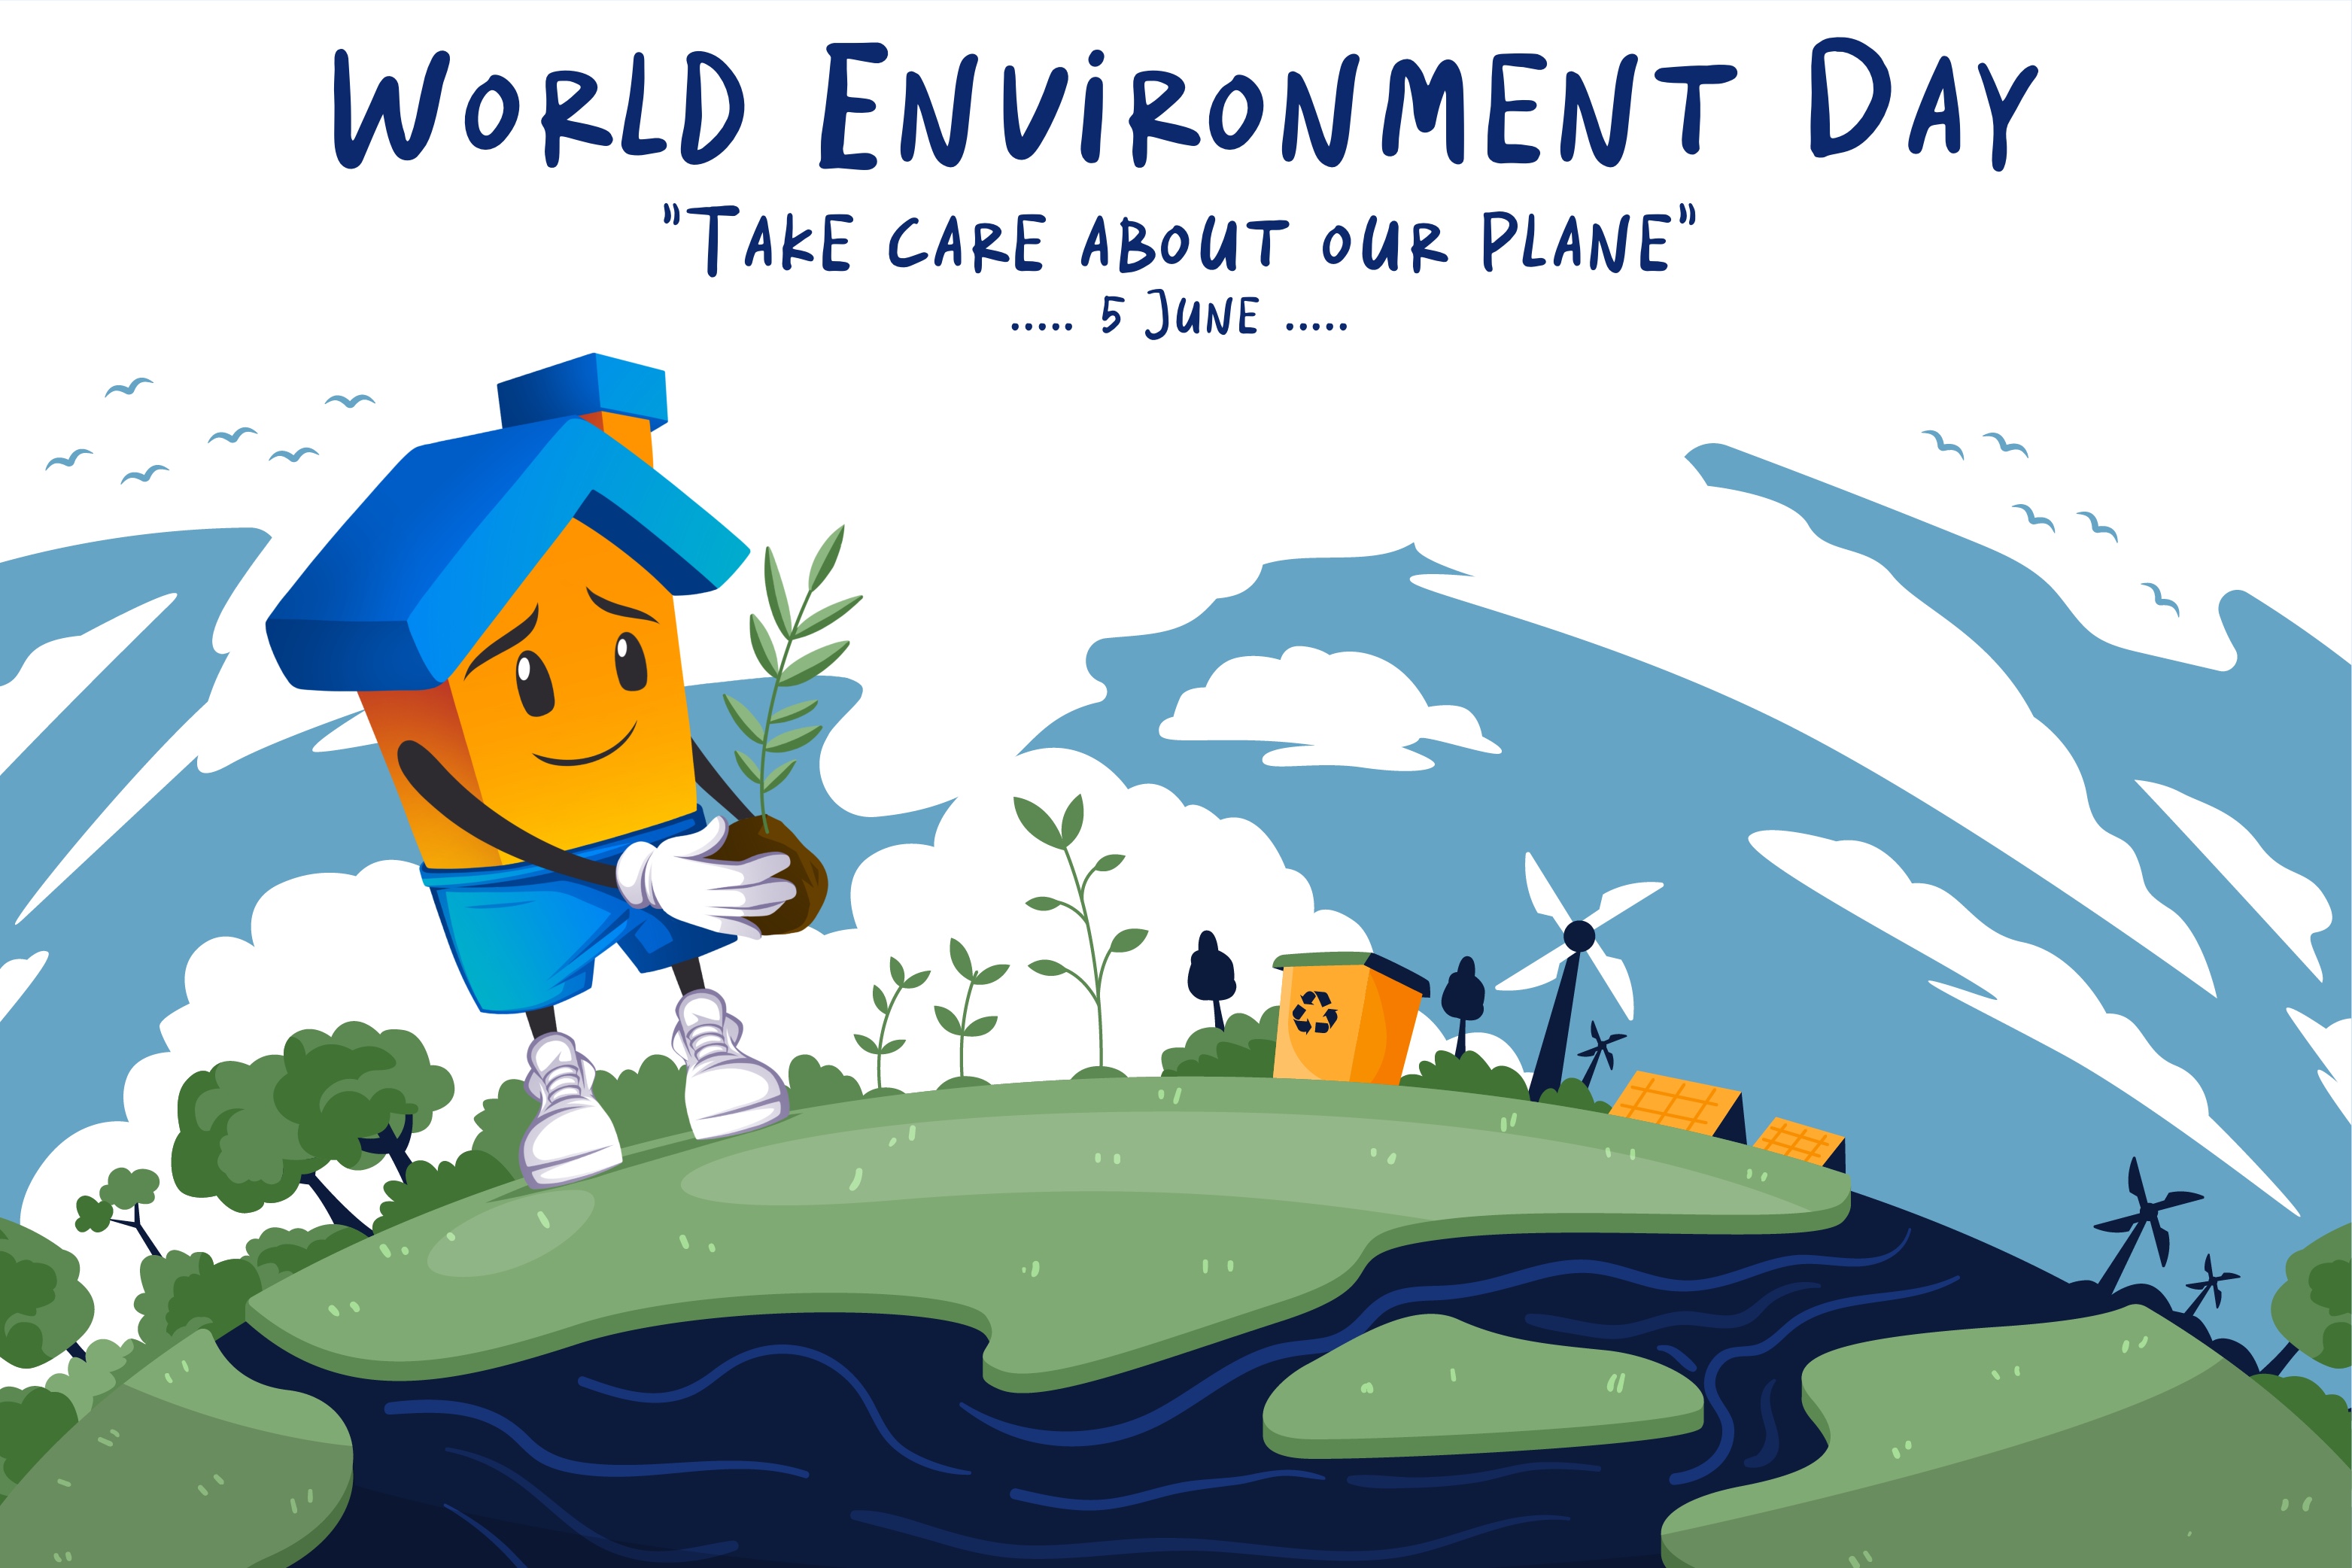 World Environment Day
"Take care about our Plane"
..... 5 June .....